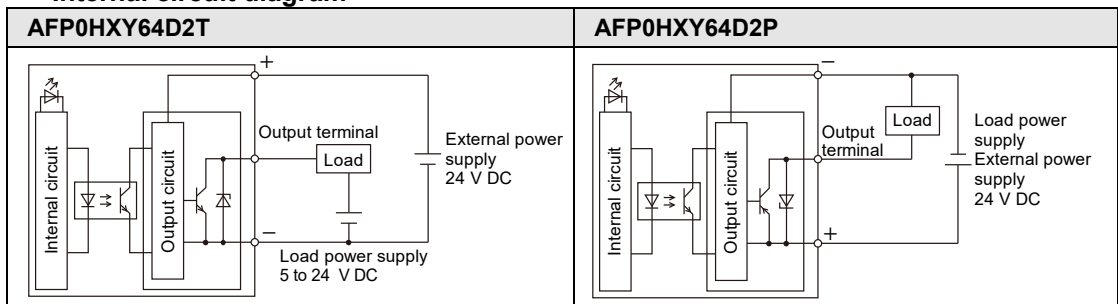 Internal circuit diagram
AFP0HXY64D2T
AFP0HXY64D2P
+
Internal circuit
Output circuit
Output terminal
Load
External power
supply
24 V DC
−
Load power supply
5 to 24 V DC
−
Internal circuit
Output circuit
Output
terminal
Load
Load power
supply
External power
supply
24 V DC
+